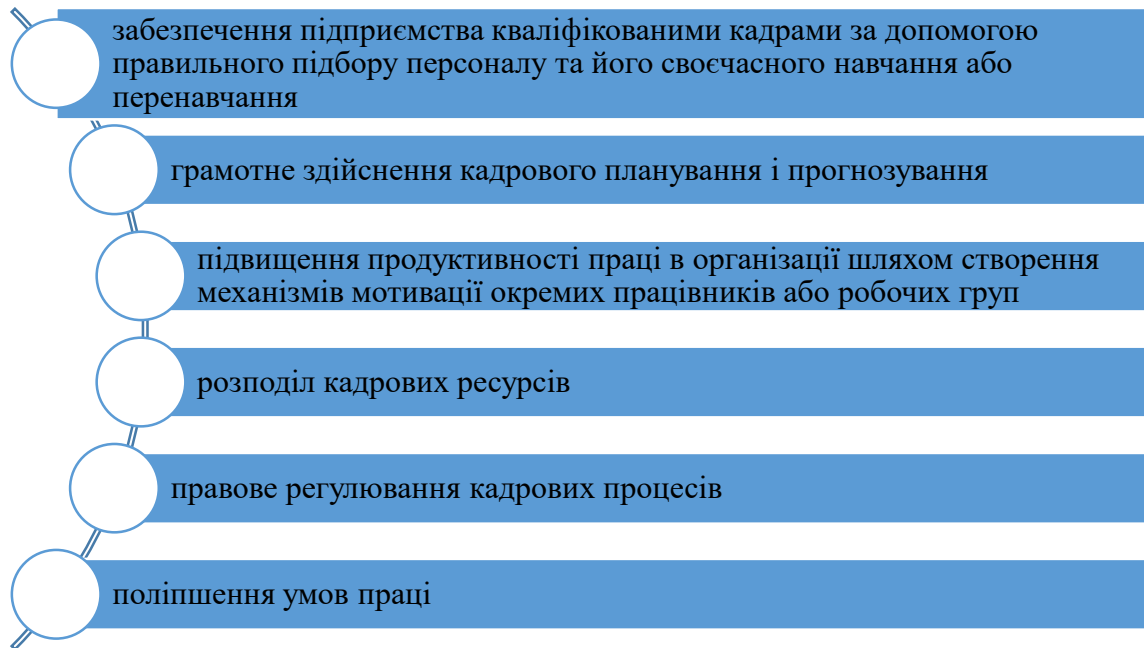 забезпечення підприємства кваліфікованими кадрами за допомогою
правильного підбору персоналу та його своєчасного навчання або
перенавчання
грамотне здійснення кадрового планування і прогнозування
підвищення продуктивності праці в організації шляхом створення
механізмів мотивації окремих працівників або робочих груп
розподіл кадрових ресурсів
правове регулювання кадрових процесів
поліпшення умов праці